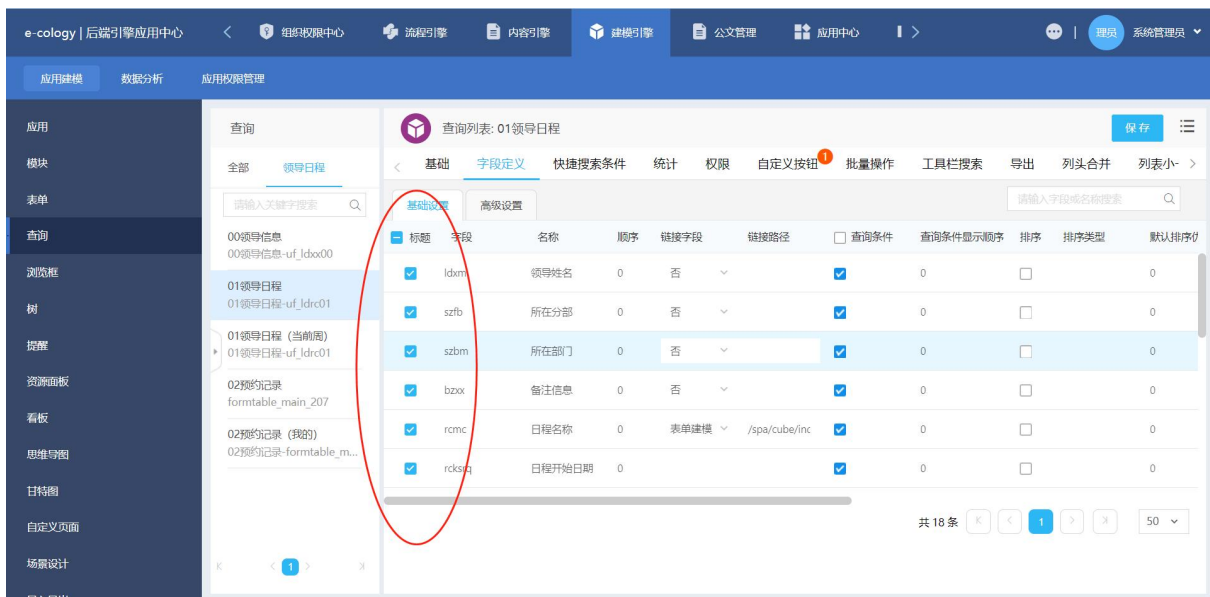 e-cology | 后端引擎应用中心 组织权限中心 流程引擎 内容引擎 建模引擎 公文管理 应用中心 理员 系统管理员
应用建模 数据分析 应用权限管理
应用
模块
表单
查询
浏览框
树
提醒
资源面板
看板
思维导图
甘特图
自定义页面
场景设计
查询
全部 领导日程
请输入关键字搜索
00领导信息
00领导信息-uf_ldxx00
01领导日程
01领导日程-uf_ldrc01
01领导日程 (当前周)
01领导日程-uf_ldrc01
02预约记录
formtable_main_207
02预约记录 (我的)
02预约记录-formtable_m...
1
查询列表: 01领导日程 保存
基础 字段定义 快捷搜索条件 统计 权限 自定义按钮 1 批量操作 工具栏搜索 导出 列头合并 列表小-
基础设置 高级设置 请输入字段或名称搜索
标题 字段 名称 顺序 链接字段 链接路径 查询条件 查询条件显示顺序 排序 排序类型 默认排序优
ldxm 领导姓名 0 否 0 0
szfb 所在分部 0 否 0 0
szbm 所在部门 0 否 0 0
bzxx 备注信息 0 否 0 0
rcmc 日程名称 0 表单建模 /spa/cube/inc 0 0
rcksrq 日程开始日期 0 0 0
共 18 条 1 50